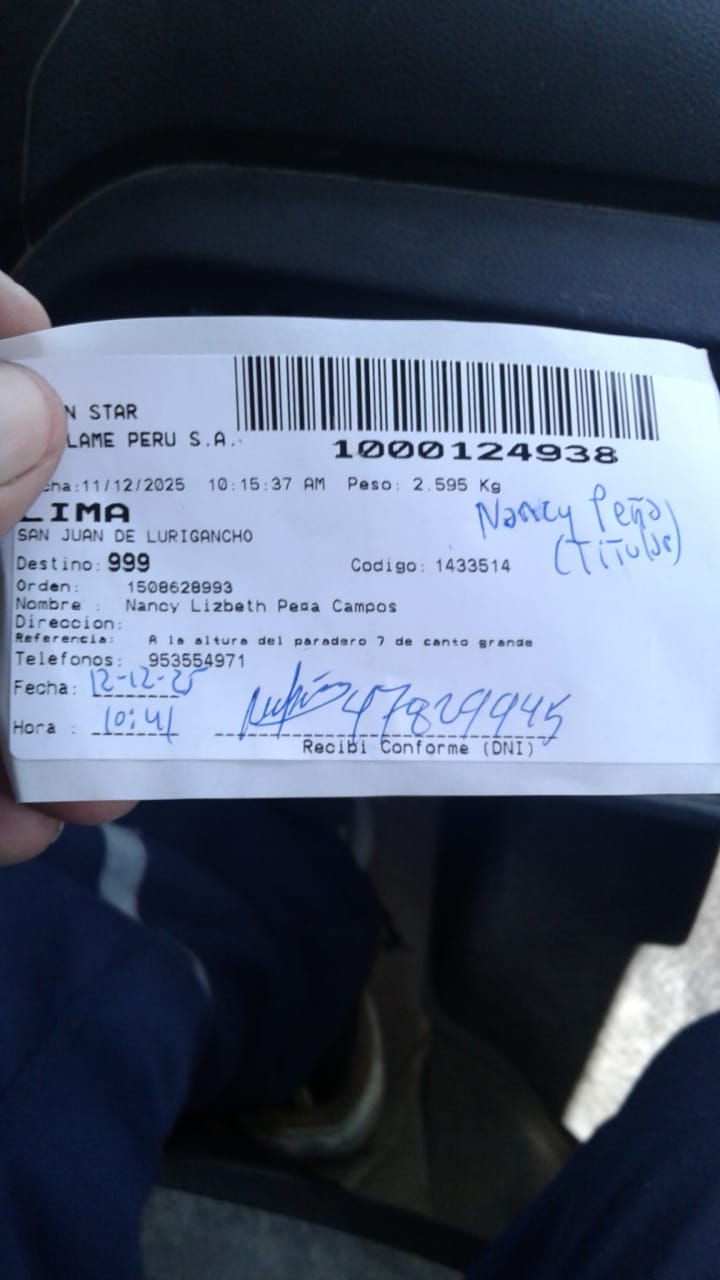 N STAR
LAME PERU S.A.
1000124938
cha:11/12/2025 10:15:37 AM Peso: 2.595 Kg
LIMA
Nancy Peña
SAN JUAN DE LURIGANCHO
(Titular)
Destino: 999 Codigo: 1433514
Orden: 1508628993
Nombre : Nancy Lizbeth Pena Campos
Direccion:
Referencia: A la altura del paradero 7 de canto grande
Telefonos: 953554971
Fecha: 12-12-25
47829945
Hora : 10:41
Recibi Conforme (DNI)